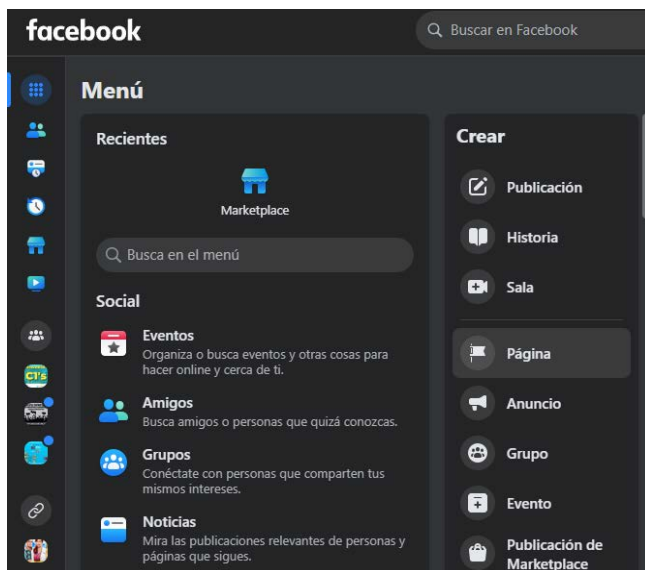 facebook
Buscar en Facebook
Menú
Recientes
Marketplace
Busca en el menú
Social
Eventos
Organiza o busca eventos y otras cosas para
hacer online y cerca de ti.
Amigos
Busca amigos o personas que quizá conozcas.
Grupos
Conéctate con personas que comparten tus
mismos intereses.
Noticias
Mira las publicaciones relevantes de personas y
páginas que sigues.
Crear
Publicación
Historia
Sala
Página
Anuncio
Grupo
Evento
Publicación de
Marketplace
C1's